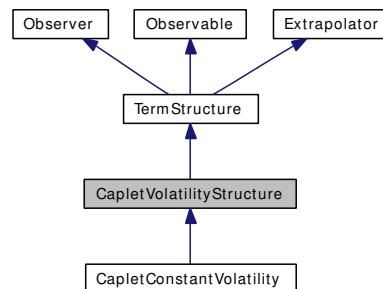 Observer Observable Extrapolator
TermStructure
CapletVolatilityStructure
CapletConstantVolatility